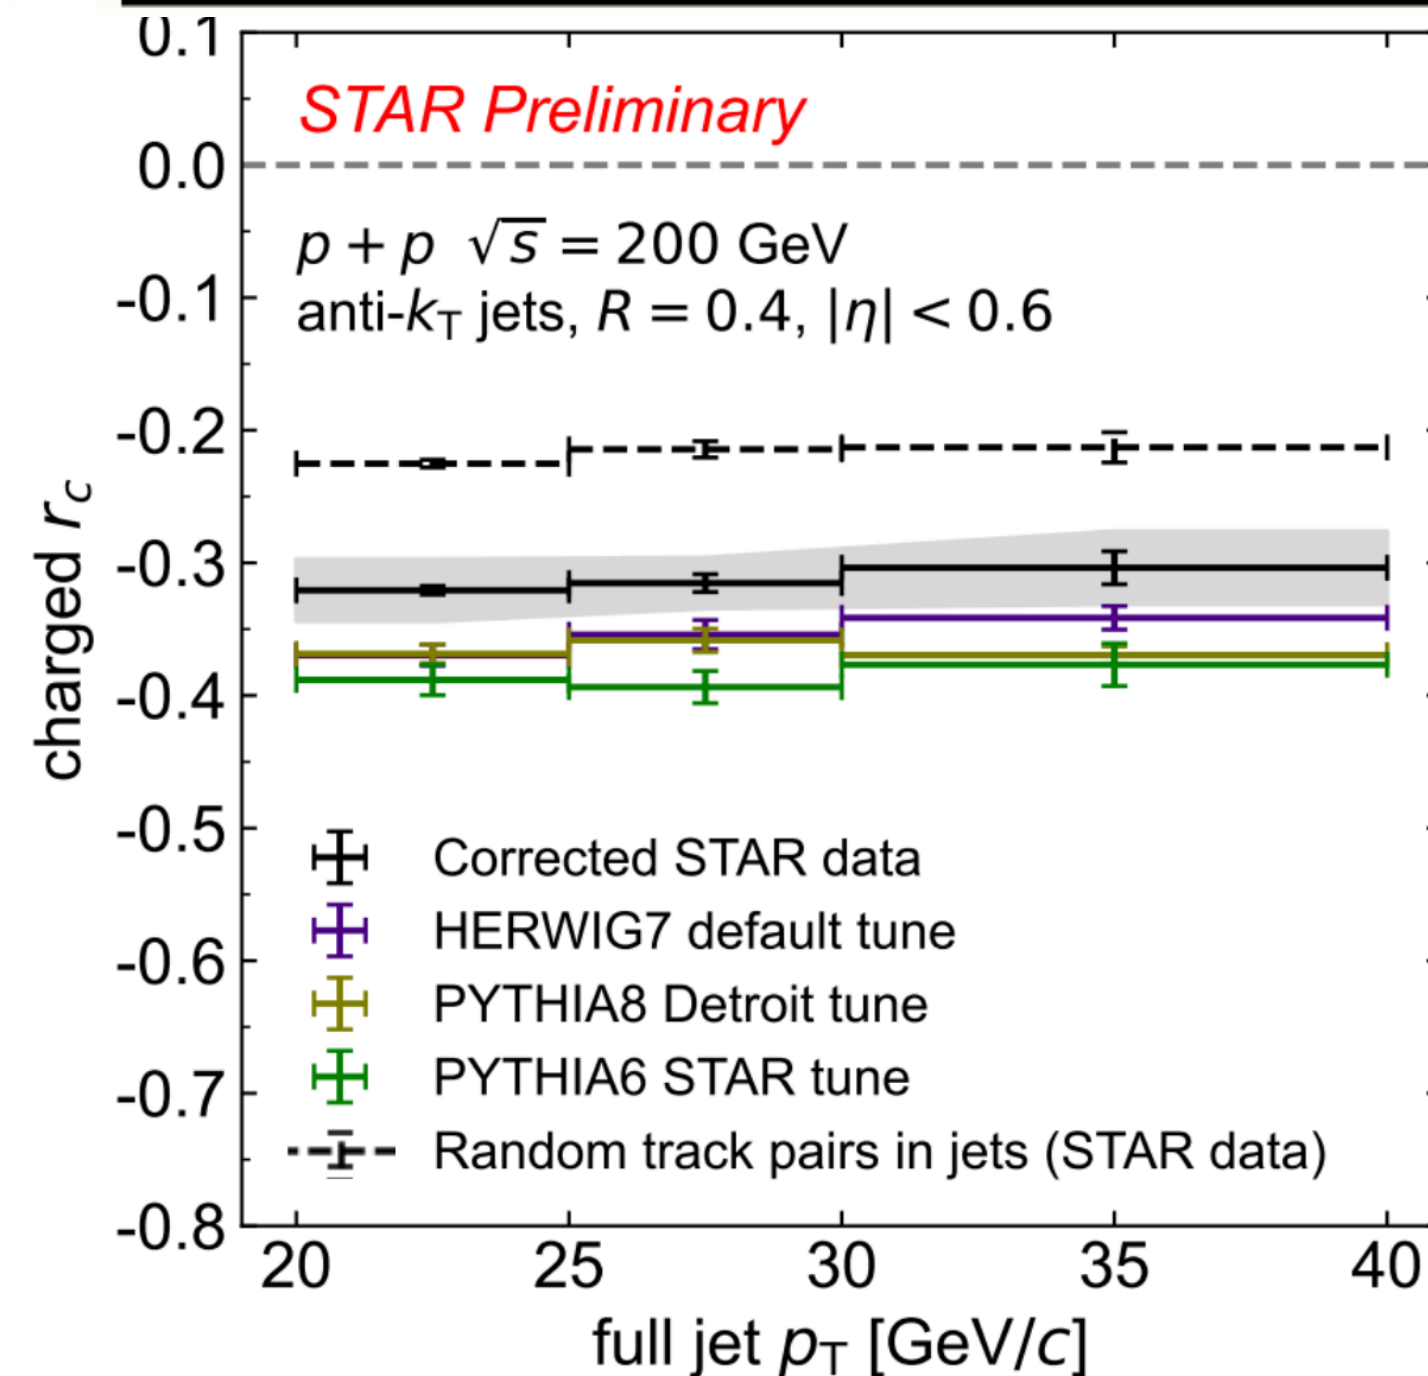 0.1
STAR Preliminary
0.0
p + p √s = 200 GeV
-0.1
anti-kT jets, R = 0.4, |η| < 0.6
-0.2
charged rc
-0.3
-0.4
-0.5
Corrected STAR data
HERWIG7 default tune
-0.6
PYTHIA8 Detroit tune
PYTHIA6 STAR tune
-0.7
Random track pairs in jets (STAR data)
-0.8
20 25 30 35 40
full jet pT [GeV/c]